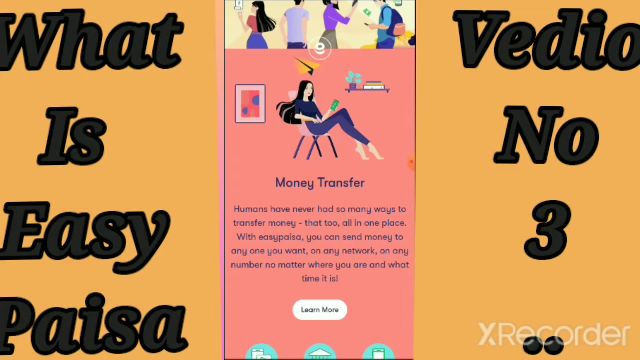 What
Is
Easy
Paisa
Vedio
No
3
e
Money Transfer
Humans have never had so many ways to
transfer money - that too, all in one place.
With easypaisa, you can send money to
any one you want, on any network, on any
number no matter where you are and what
time it is!
Learn More
XRecorder